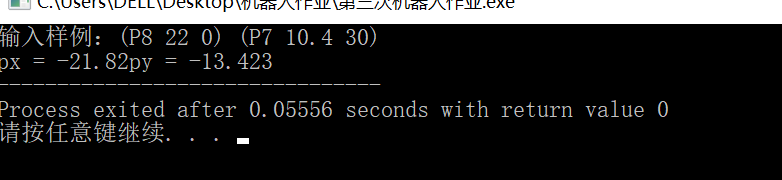 C:\Users\DELL\Desktop\机器人作业\第三次机器人作业.exe
输入样例：(P8 22 0) (P7 10.4 30)
px = -21.82py = -13.423
--------------------------------
Process exited after 0.05556 seconds with return value 0
请按任意键继续. . .